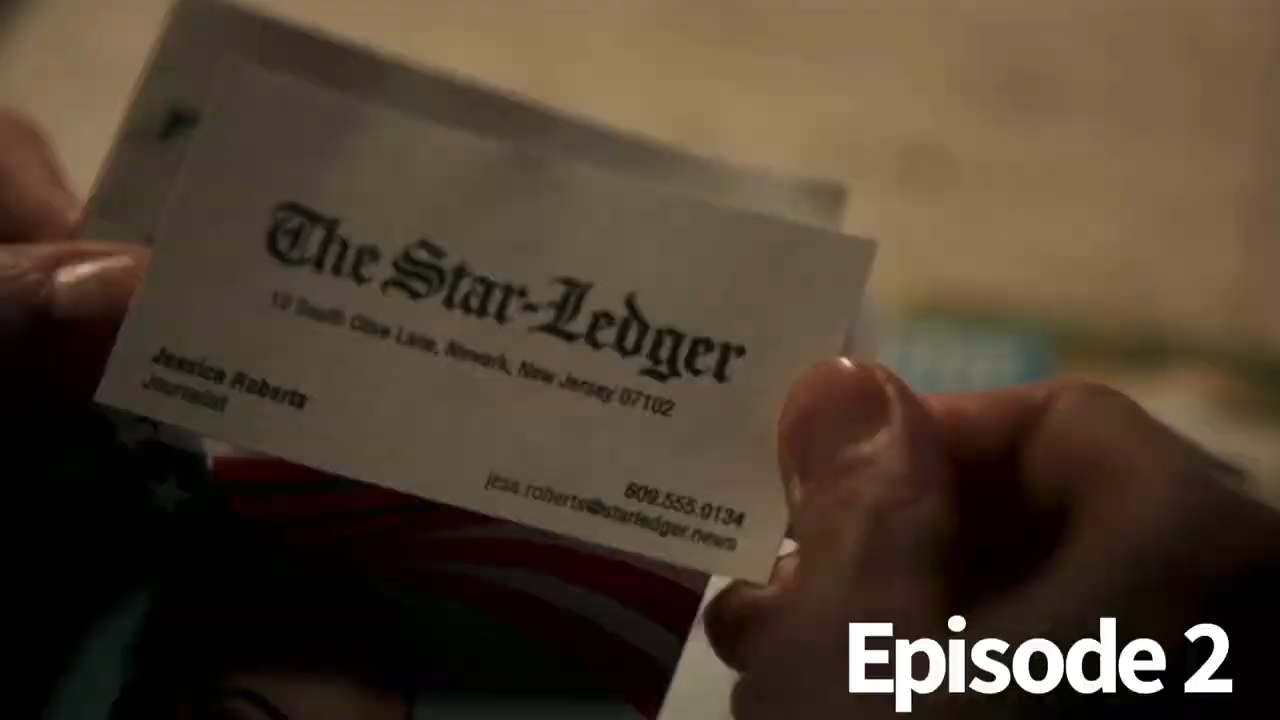 The Star-Ledger
12 South Olive Lane, Newark, New Jersey 07102
Jessica Roberts
Journalist
609.555.0134
jess.roberts@starledger.news
Episode 2